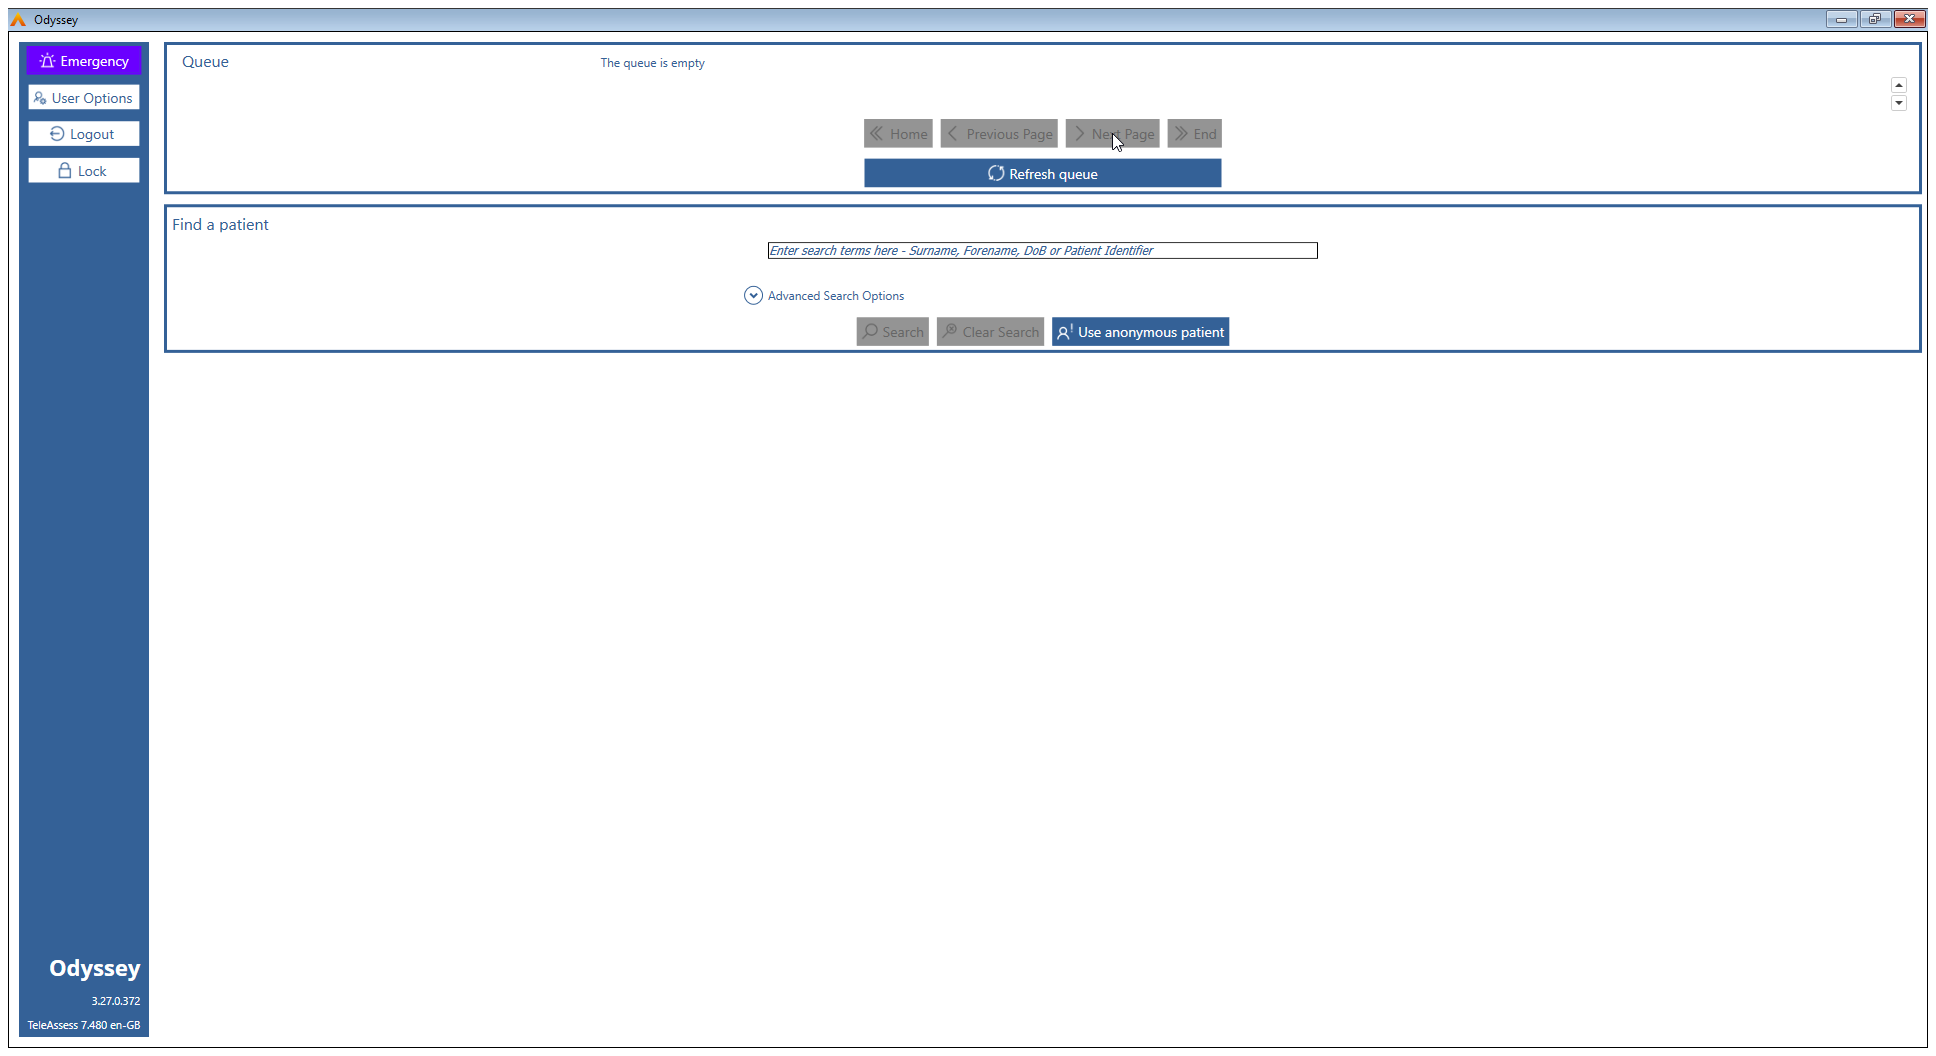 Odyssey
Emergency
User Options
Logout
Lock
Queue
The queue is empty
Home
Previous Page
Next Page
End
Refresh queue
Find a patient
Enter search terms here - Surname, Forename, DoB or Patient Identifier
Advanced Search Options
Search
Clear Search
Use anonymous patient
Odyssey
3.27.0.372
TeleAssess 7.480 en-GB